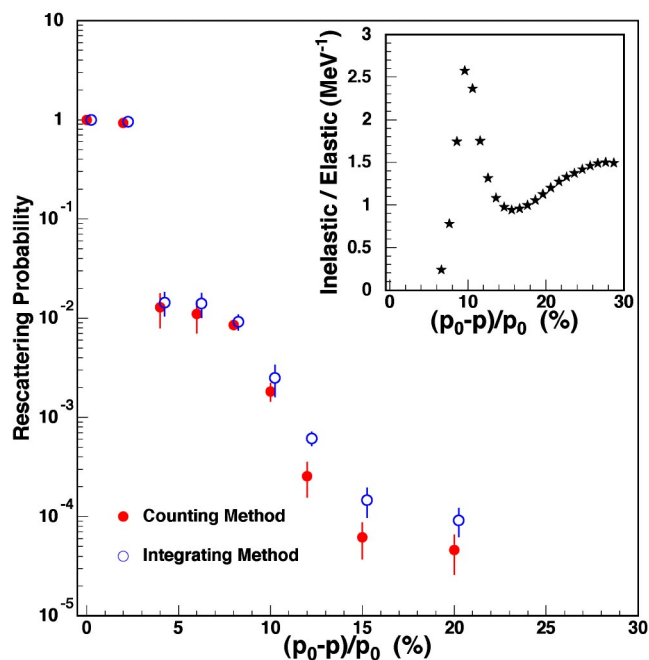 10
1
10⁻¹
10⁻²
10⁻³
10⁻⁴
10⁻⁵
Rescattering Probability
0 5 10 15 20 25 30
(p₀-p)/p₀ (%)
Counting Method
Integrating Method
3
2.5
2
1.5
1
0.5
0
Inelastic / Elastic (MeV⁻¹)
0 10 20 30
(p₀-p)/p₀ (%)